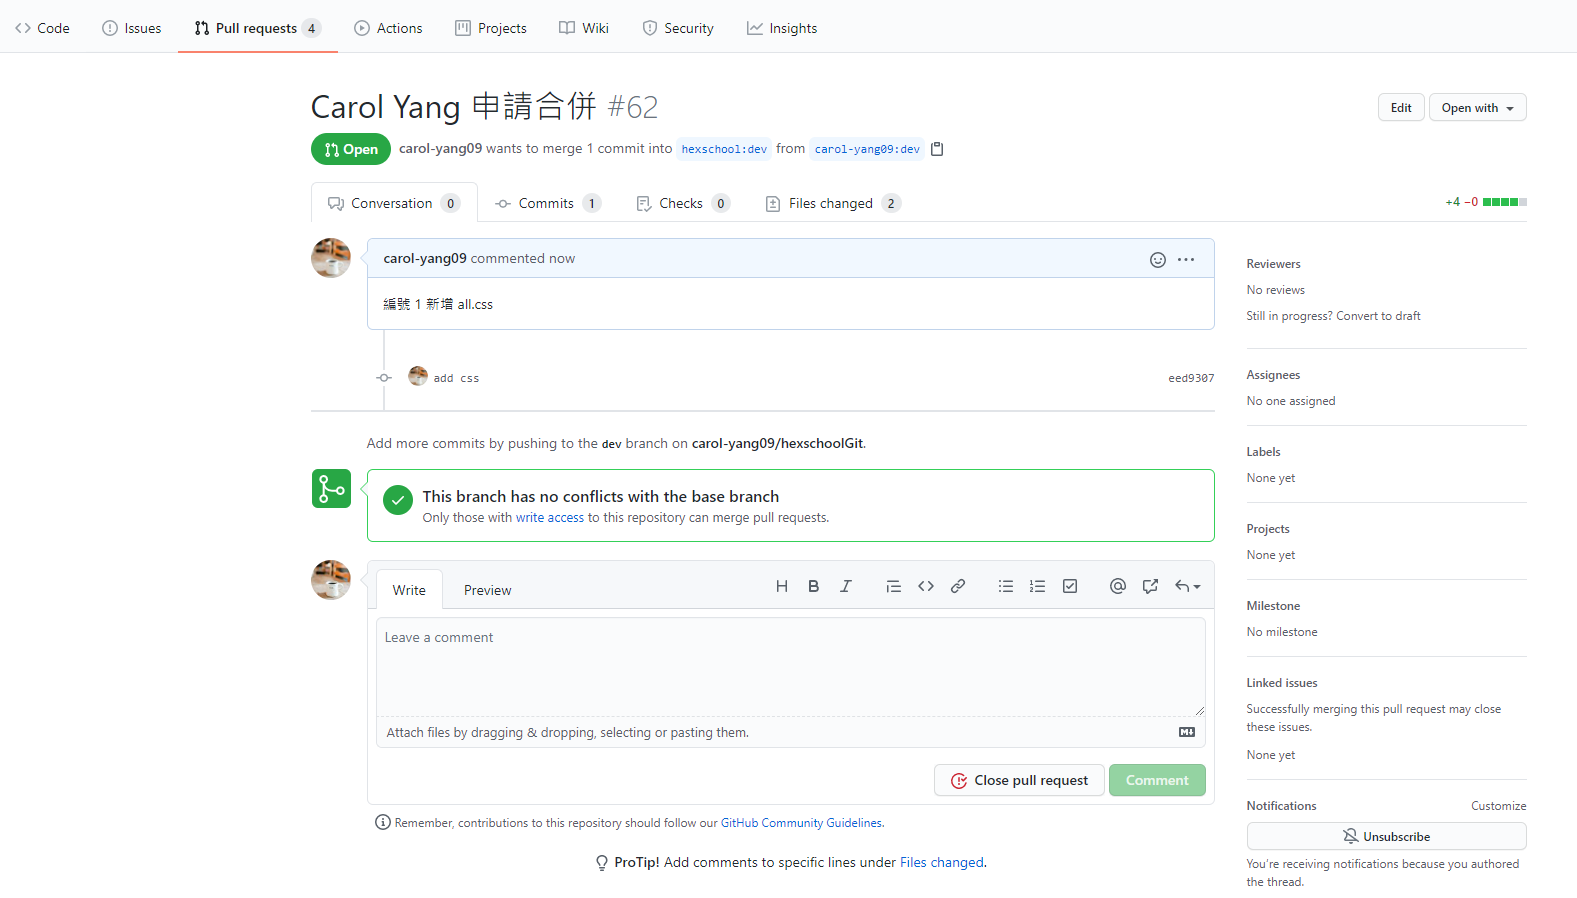 Code Issues Pull requests 4 Actions Projects Wiki Security Insights
Carol Yang 申請合併 #62
Edit Open with
Open carol-yang09 wants to merge 1 commit into hexschool:dev from carol-yang09:dev
Conversation 0 Commits 1 Checks 0 Files changed 2
+4 −0
carol-yang09 commented now
編號 1 新增 all.css
add css eed9307
Add more commits by pushing to the dev branch on carol-yang09/hexschoolGit.
This branch has no conflicts with the base branch
Only those with write access to this repository can merge pull requests.
Write Preview
Leave a comment
Attach files by dragging & dropping, selecting or pasting them.
Close pull request Comment
Remember, contributions to this repository should follow our GitHub Community Guidelines.
ProTip! Add comments to specific lines under Files changed.
Reviewers
No reviews
Still in progress? Convert to draft
Assignees
No one assigned
Labels
None yet
Projects
None yet
Milestone
No milestone
Linked issues
Successfully merging this pull request may close
these issues.
None yet
Notifications Customize
Unsubscribe
You're receiving notifications because you authored
the thread.